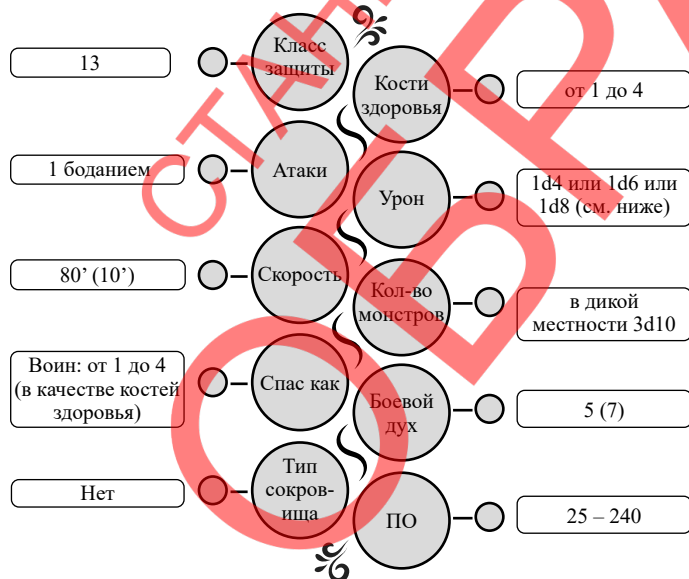 13
Класс
защиты
Кости
здоровья
от 1 до 4
1 боданием
Атаки
Урон
1d4 или 1d6 или
1d8 (см. ниже)
80’ (10’)
Скорость
Кол-во
монстров
в дикой
местности 3d10
Воин: от 1 до 4
(в качестве костей
здоровья)
Спас как
Боевой
дух
5 (7)
Нет
Тип
сокров-
ища
ПО
25 – 240